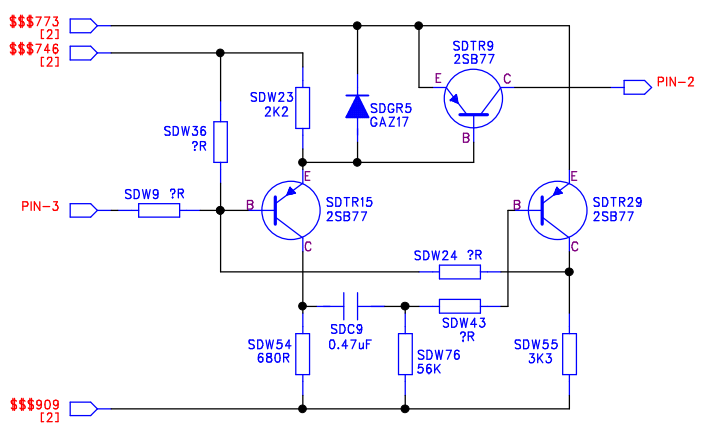 $$$773
[2]
$$$746
[2]
SDTR9
2SB77
E
C
PIN-2
SDW23
2K2
SDGR5
GAZ17
SDW36
?R
B
E
E
SDW9 ?R
PIN-3
B
SDTR15
2SB77
B
SDTR29
2SB77
C
C
SDW24 ?R
SDC9
0.47uF
SDW43
?R
SDW54
680R
SDW76
56K
SDW55
3K3
$$$909
[2]